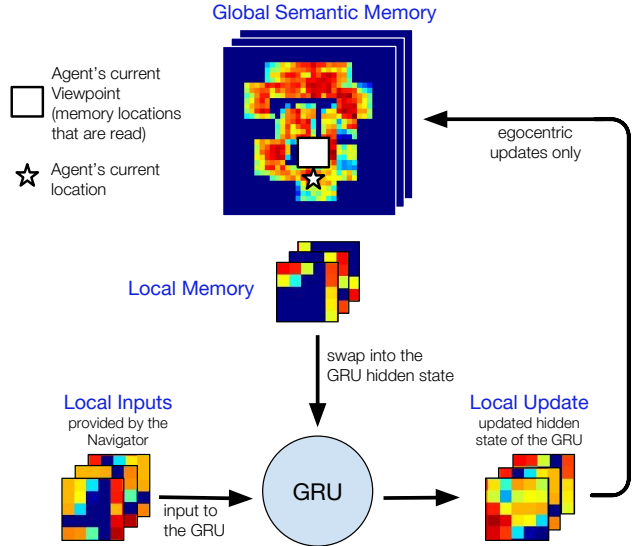 Global Semantic Memory
Agent's current
Viewpoint
(memory locations
that are read)
Agent's current
location
egocentric
updates only
Local Memory
swap into the
GRU hidden state
Local Inputs
provided by the
Navigator
input to
the GRU
GRU
Local Update
updated hidden
state of the GRU